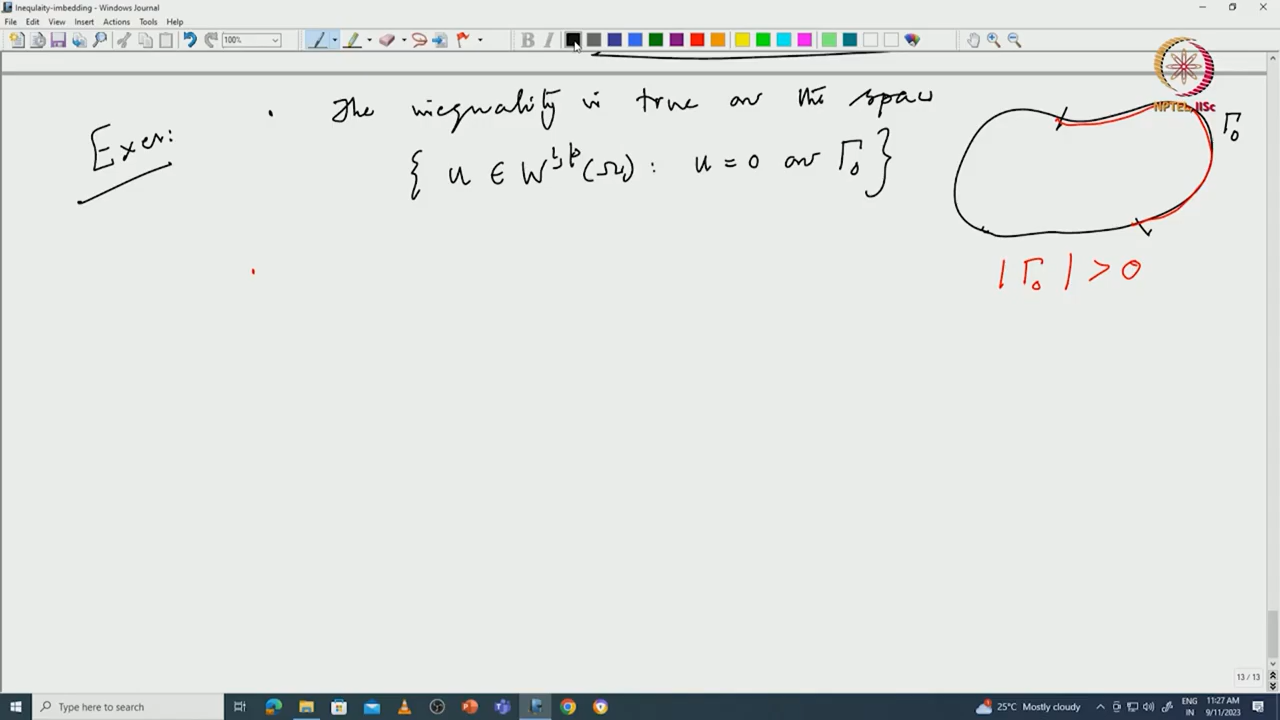 Inequlaity-imbedding - Windows Journal
File Edit View Insert Actions Tools Help
100%
B I
NPTEL, IISc
Exer:
. The inequality is true on the space
{ u ∈ W^{1,p}(Ω) : u = 0 on Γ₀ }
Γ₀
|Γ₀| > 0
13 / 13
Type here to search
25°C Mostly cloudy
ENG
IN
11:27 AM
9/11/2023